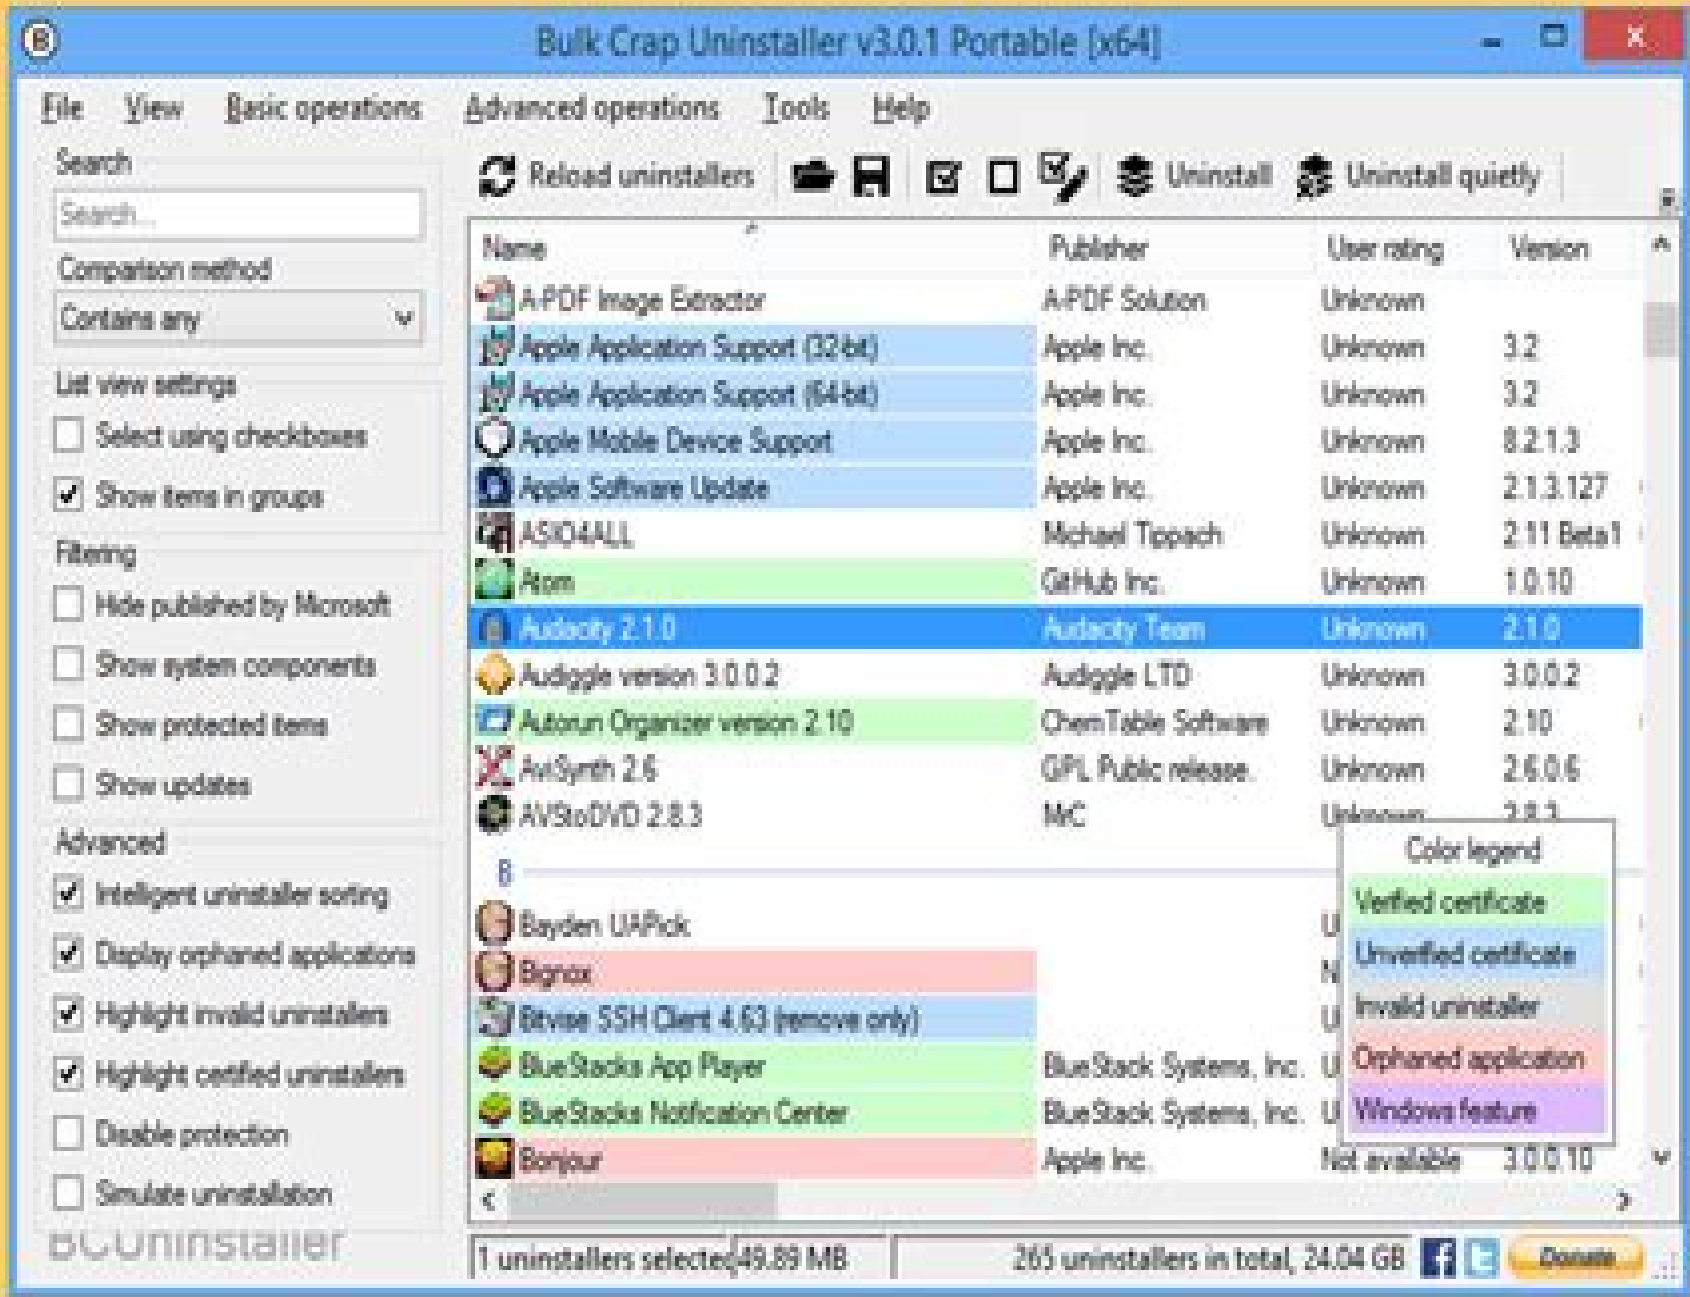 Bulk Crap Uninstaller v3.0.1 Portable [x64]
File View Basic operations Advanced operations Tools Help
Search
Search...
Comparison method
Contains any
List view settings
Select using checkboxes
Show items in groups
Filtering
Hide published by Microsoft
Show system components
Show protected items
Show updates
Advanced
Intelligent uninstaller sorting
Display orphaned applications
Highlight invalid uninstallers
Highlight certified uninstallers
Disable protection
Simulate uninstallation
BCUninstaller
Reload uninstallers Uninstall Uninstall quietly
Name Publisher User rating Version
A-PDF Image Extractor A-PDF Solution Unknown
Apple Application Support (32-bit) Apple Inc. Unknown 3.2
Apple Application Support (64-bit) Apple Inc. Unknown 3.2
Apple Mobile Device Support Apple Inc. Unknown 8.2.1.3
Apple Software Update Apple Inc. Unknown 2.1.3.127
ASIO4ALL Michael Tippach Unknown 2.11 Beta1
Atom GitHub Inc. Unknown 1.0.10
Audacity 2.1.0 Audacity Team Unknown 2.1.0
Audiggle version 3.0.0.2 Audiggle LTD Unknown 3.0.0.2
Autorun Organizer version 2.10 ChemTable Software Unknown 2.10
AviSynth 2.6 GPL Public release. Unknown 2.6.0.6
AVStoDVD 2.8.3 MrC Unknown 2.8.3
B
Bayden UAPick U
Bignox N
Bitvise SSH Client 4.63 (remove only) U
BlueStacks App Player BlueStack Systems, Inc. U
BlueStacks Notification Center BlueStack Systems, Inc. U
Bonjour Apple Inc. Not available 3.0.0.10
Color legend
Verified certificate
Unverified certificate
Invalid uninstaller
Orphaned application
Windows feature
1 uninstallers selected 49.89 MB 265 uninstallers in total, 24.04 GB Donate